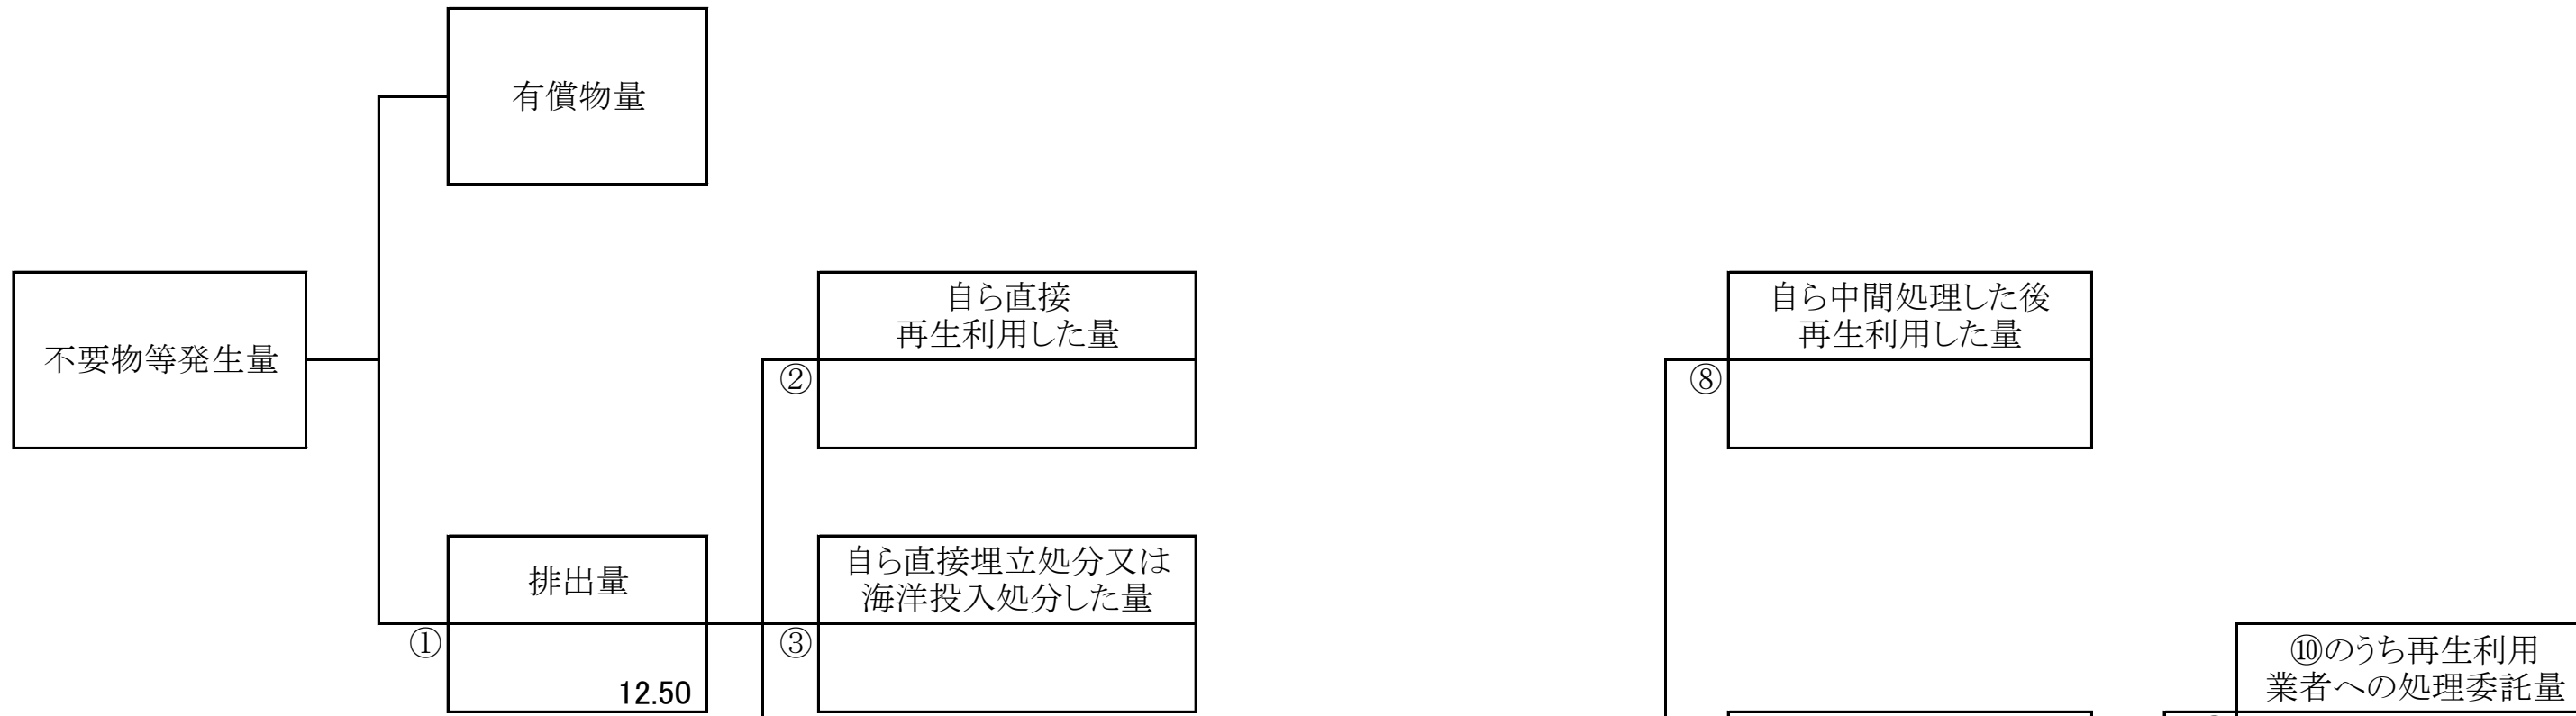 有償物量
不要物等発生量
自ら直接
再生利用した量
②
自ら中間処理した後
再生利用した量
⑧
排出量
①
12.50
自ら直接埋立処分又は
海洋投入処分した量
③
⑩のうち再生利用
業者への処理委託量